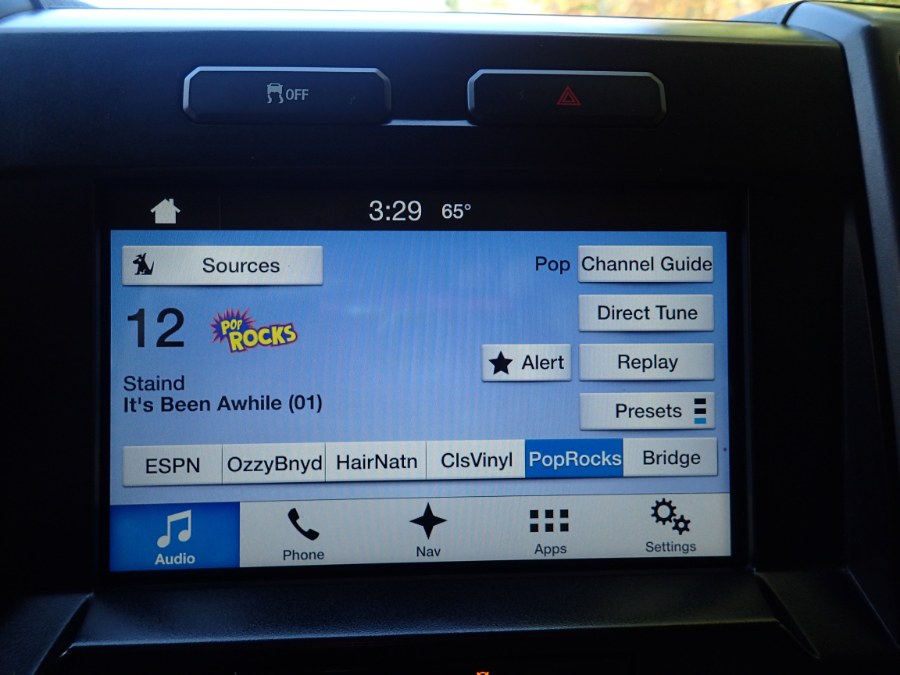 OFF
3:29 65°
Sources
Pop Channel Guide
12 POP ROCKS
Direct Tune
Alert Replay
Staind
It's Been Awhile (01)
Presets
ESPN OzzyBnyd HairNatn ClsVinyl PopRocks Bridge
Audio Phone Nav Apps Settings